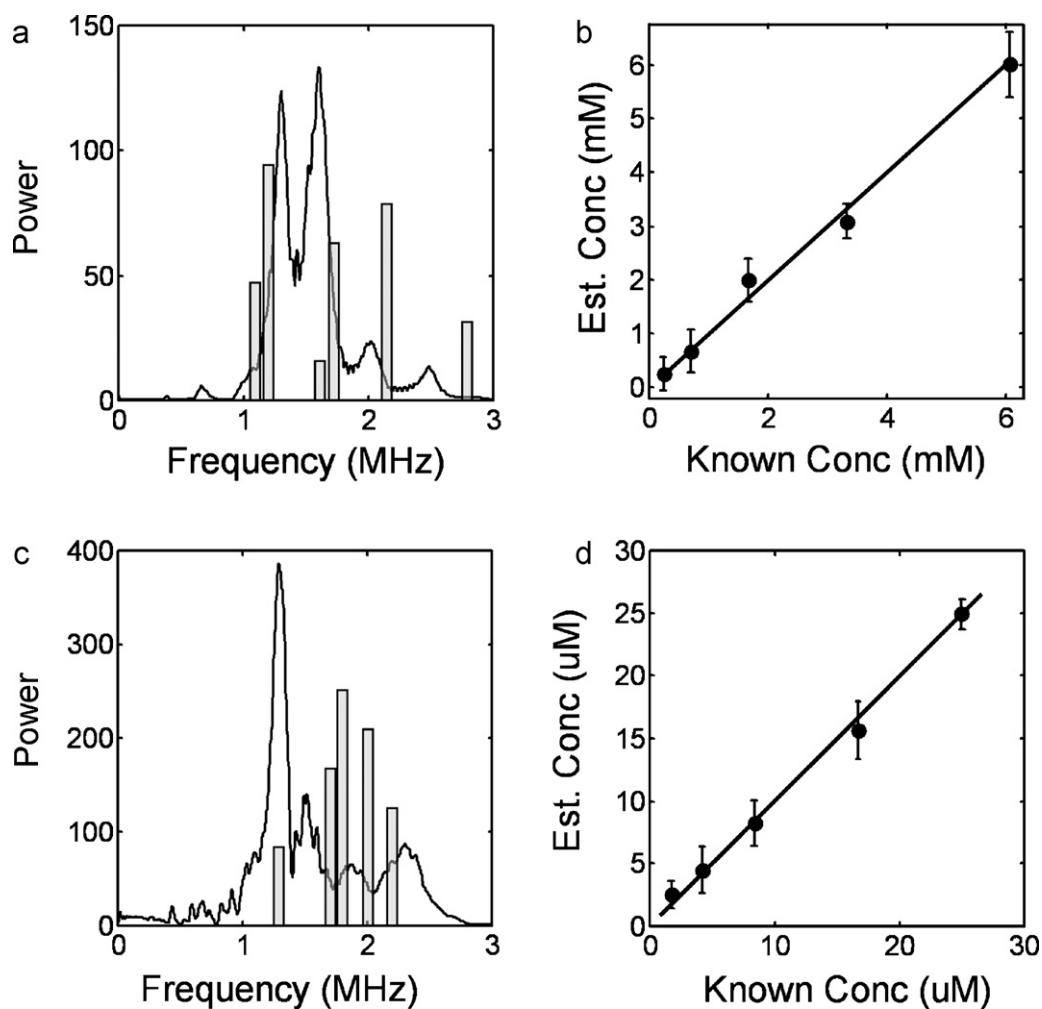 a
150
100
50
0
Power
0 1 2 3
Frequency (MHz)
b
6
5
4
3
2
1
0
Est. Conc (mM)
0 2 4 6
Known Conc (mM)
c
400
300
200
100
0
Power
0 1 2 3
Frequency (MHz)
d
30
25
20
15
10
5
0
Est. Conc (uM)
0 10 20 30
Known Conc (uM)